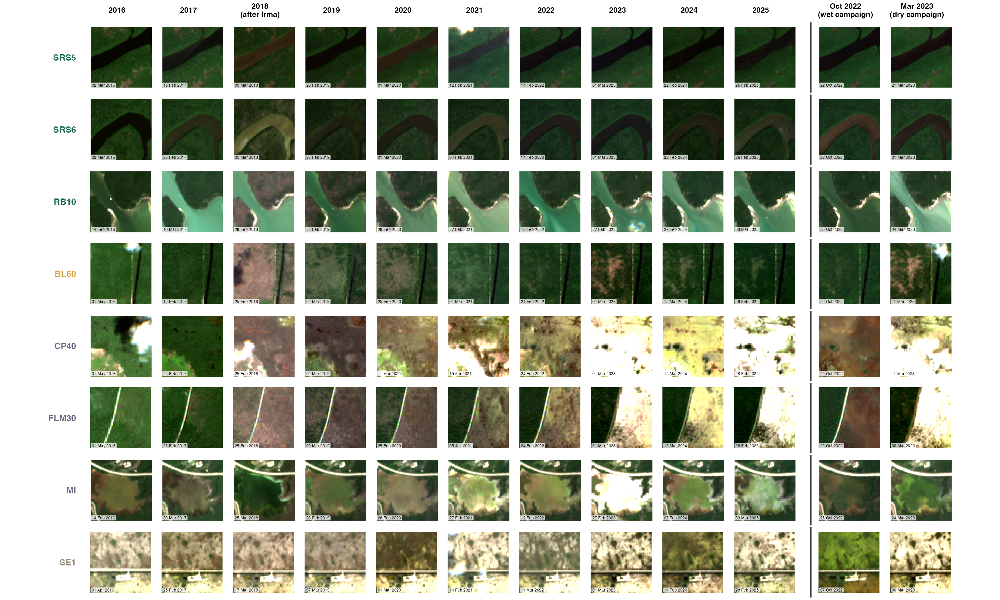 2016
2017
2018
(after Irma)
2019
2020
2021
2022
2023
2024
2025
Oct 2022
(wet campaign)
Mar 2023
(dry campaign)
SRS5
02 Mar 2016
15 Feb 2017
05 Mar 2018
28 Feb 2019
01 Mar 2020
12 Feb 2021
14 Feb 2022
01 Mar 2023
22 Feb 2024
26 Feb 2025
22 Oct 2022
21 Mar 2023
SRS6
02 Mar 2016
25 Feb 2017
05 Mar 2018
28 Feb 2019
01 Mar 2020
04 Feb 2021
14 Feb 2022
01 Mar 2023
22 Feb 2024
26 Feb 2025
22 Oct 2022
21 Mar 2023
RB10
14 Feb 2016
10 Mar 2017
28 Feb 2018
28 Feb 2019
28 Feb 2020
27 Feb 2021
12 Feb 2022
27 Feb 2023
27 Feb 2024
03 Mar 2025
25 Oct 2022
24 Mar 2023
BL60
01 May 2016
15 Feb 2017
25 Feb 2018
02 Mar 2019
25 Feb 2020
01 Mar 2021
24 Feb 2022
01 Mar 2023
15 Mar 2024
28 Feb 2025
22 Oct 2022
11 Mar 2023
CP40
01 May 2016
25 Feb 2017
25 Feb 2018
02 Mar 2019
11 Mar 2020
15 Apr 2021
24 Feb 2022
01 Mar 2023
15 Mar 2024
28 Feb 2025
22 Oct 2022
11 Mar 2023
FLM30
01 May 2016
25 Feb 2017
25 Feb 2018
02 Mar 2019
25 Feb 2020
05 Jan 2021
24 Feb 2022
01 Mar 2023
15 Mar 2024
28 Feb 2025
22 Oct 2022
06 Mar 2023
MI
14 Feb 2016
30 Mar 2017
25 Mar 2018
28 Feb 2019
28 Feb 2020
27 Feb 2021
12 Feb 2022
27 Feb 2023
27 Feb 2024
03 Mar 2025
25 Oct 2022
24 Mar 2023
SE1
01 Apr 2016
25 Feb 2017
17 Mar 2018
07 Mar 2019
01 Mar 2020
14 Feb 2021
11 Mar 2022
01 Mar 2023
14 Feb 2024
28 Feb 2025
07 Oct 2022
06 Mar 2023